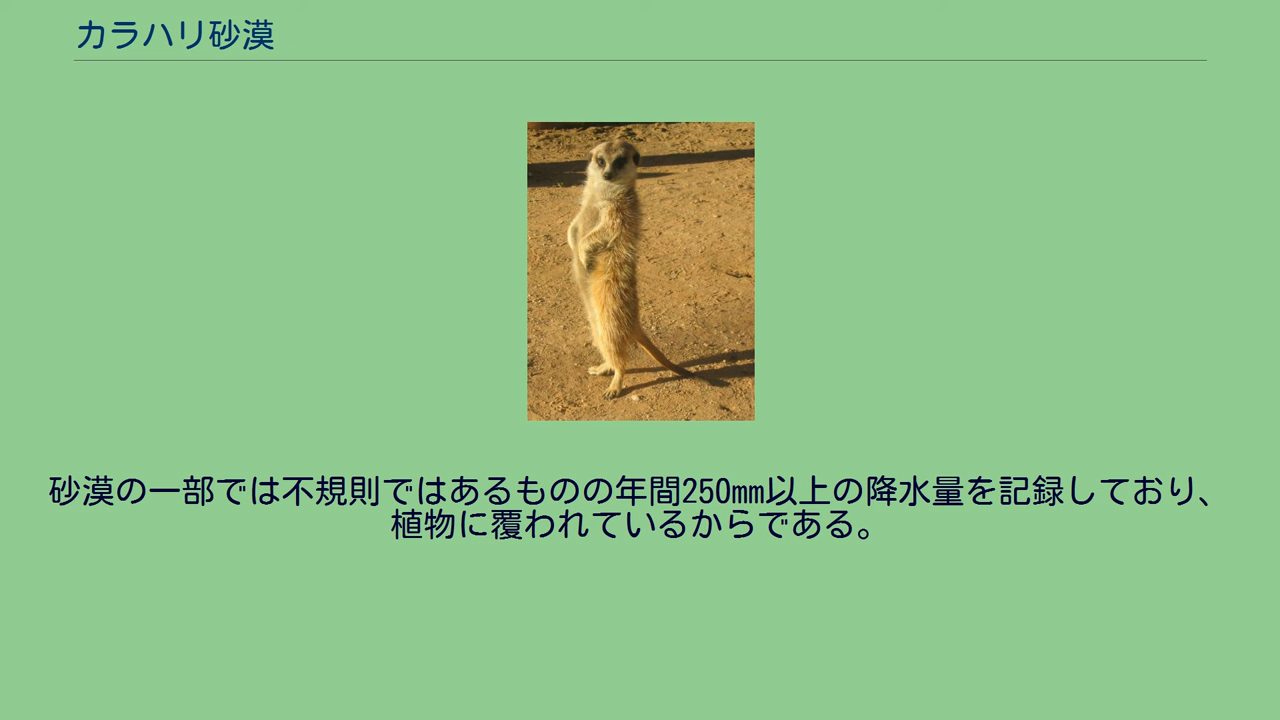 カラハリ砂漠
砂漠の一部では不規則ではあるものの年間250mm以上の降水量を記録しており、
植物に覆われているからである。